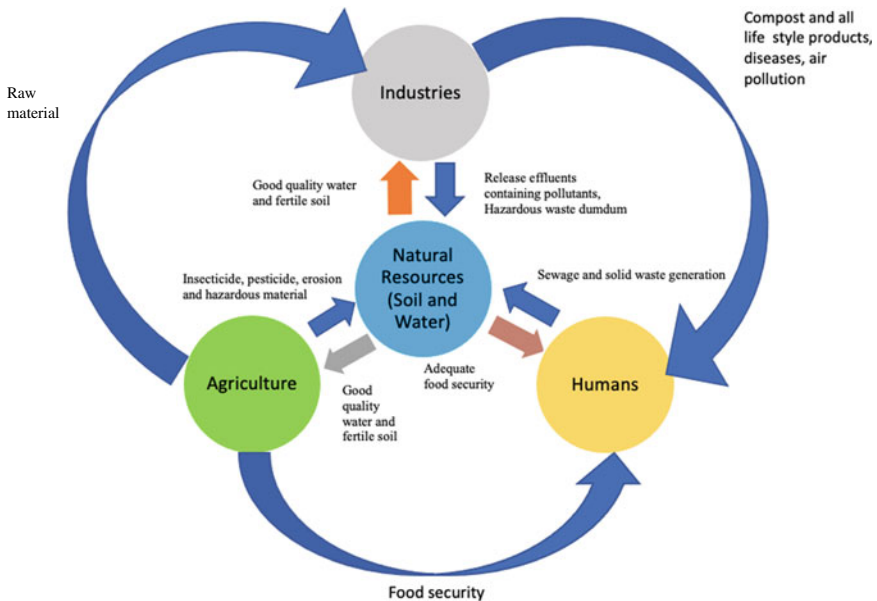 Compost and all
life style products,
diseases, air
pollution
Raw
material
Industries
Good quality water
and fertile soil
Release effluents
containing pollutants,
Hazardous waste dumdum
Natural
Resources
(Soil and
Water)
Insecticide, pesticide, erosion
and hazardous material
Sewage and solid waste generation
Agriculture
Good
quality
water and
fertile soil
Adequate
food security
Humans
Food security